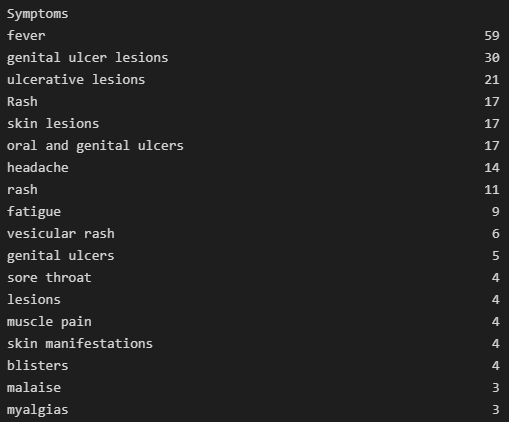 Symptoms
fever 59
genital ulcer lesions 30
ulcerative lesions 21
Rash 17
skin lesions 17
oral and genital ulcers 17
headache 14
rash 11
fatigue 9
vesicular rash 6
genital ulcers 5
sore throat 4
lesions 4
muscle pain 4
skin manifestations 4
blisters 4
malaise 3
myalgias 3